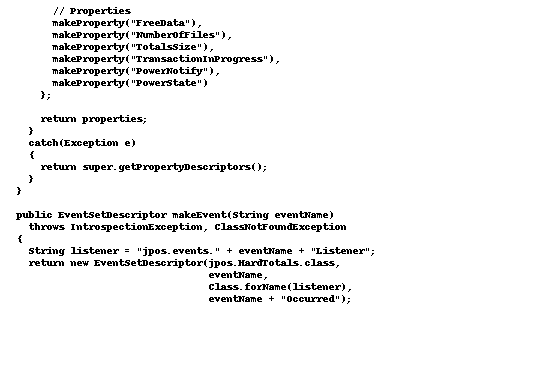 // Properties
makeProperty("FreeData"),
makeProperty("NumberOfFiles"),
makeProperty("TotalsSize"),
makeProperty("TransactionInProgress"),
makeProperty("PowerNotify"),
makeProperty("PowerState")
};
return properties;
}
catch(Exception e)
{
return super.getPropertyDescriptors();
}
}
public EventSetDescriptor makeEvent(String eventName)
throws IntrospectionException, ClassNotFoundException
{
String listener = "jpos.events." + eventName + "Listener";
return new EventSetDescriptor(jpos.HardTotals.class,
eventName,
Class.forName(listener),
eventName + "Occurred");